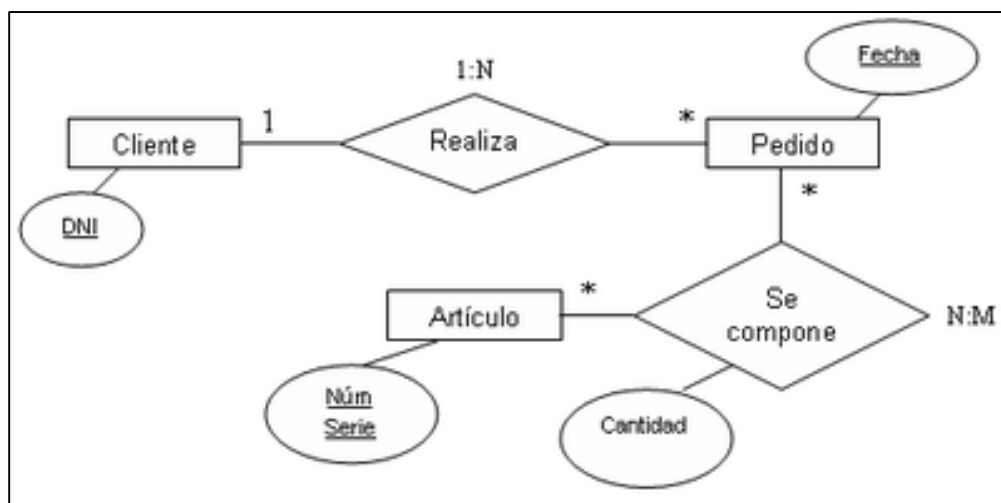 Fecha
1:N
Cliente
1
Realiza
*
Pedido
DNI
*
Artículo
*
Se
compone
N:M
Núm
Serie
Cantidad